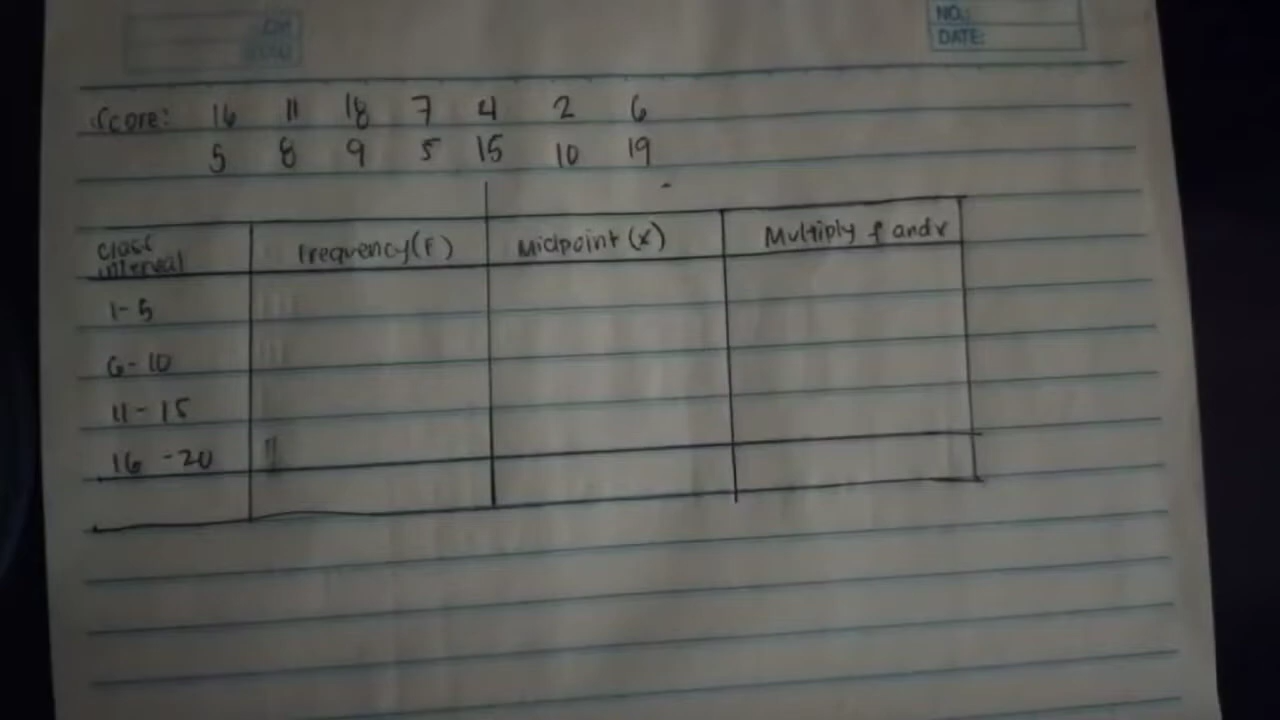 NO.:
DATE:
Score: 16 11 18 7 4 2 6
5 8 9 5 15 10 19
class interval Frequency(F) Midpoint (x) Multiply f and x
1-5
6-10
11-15
16-20